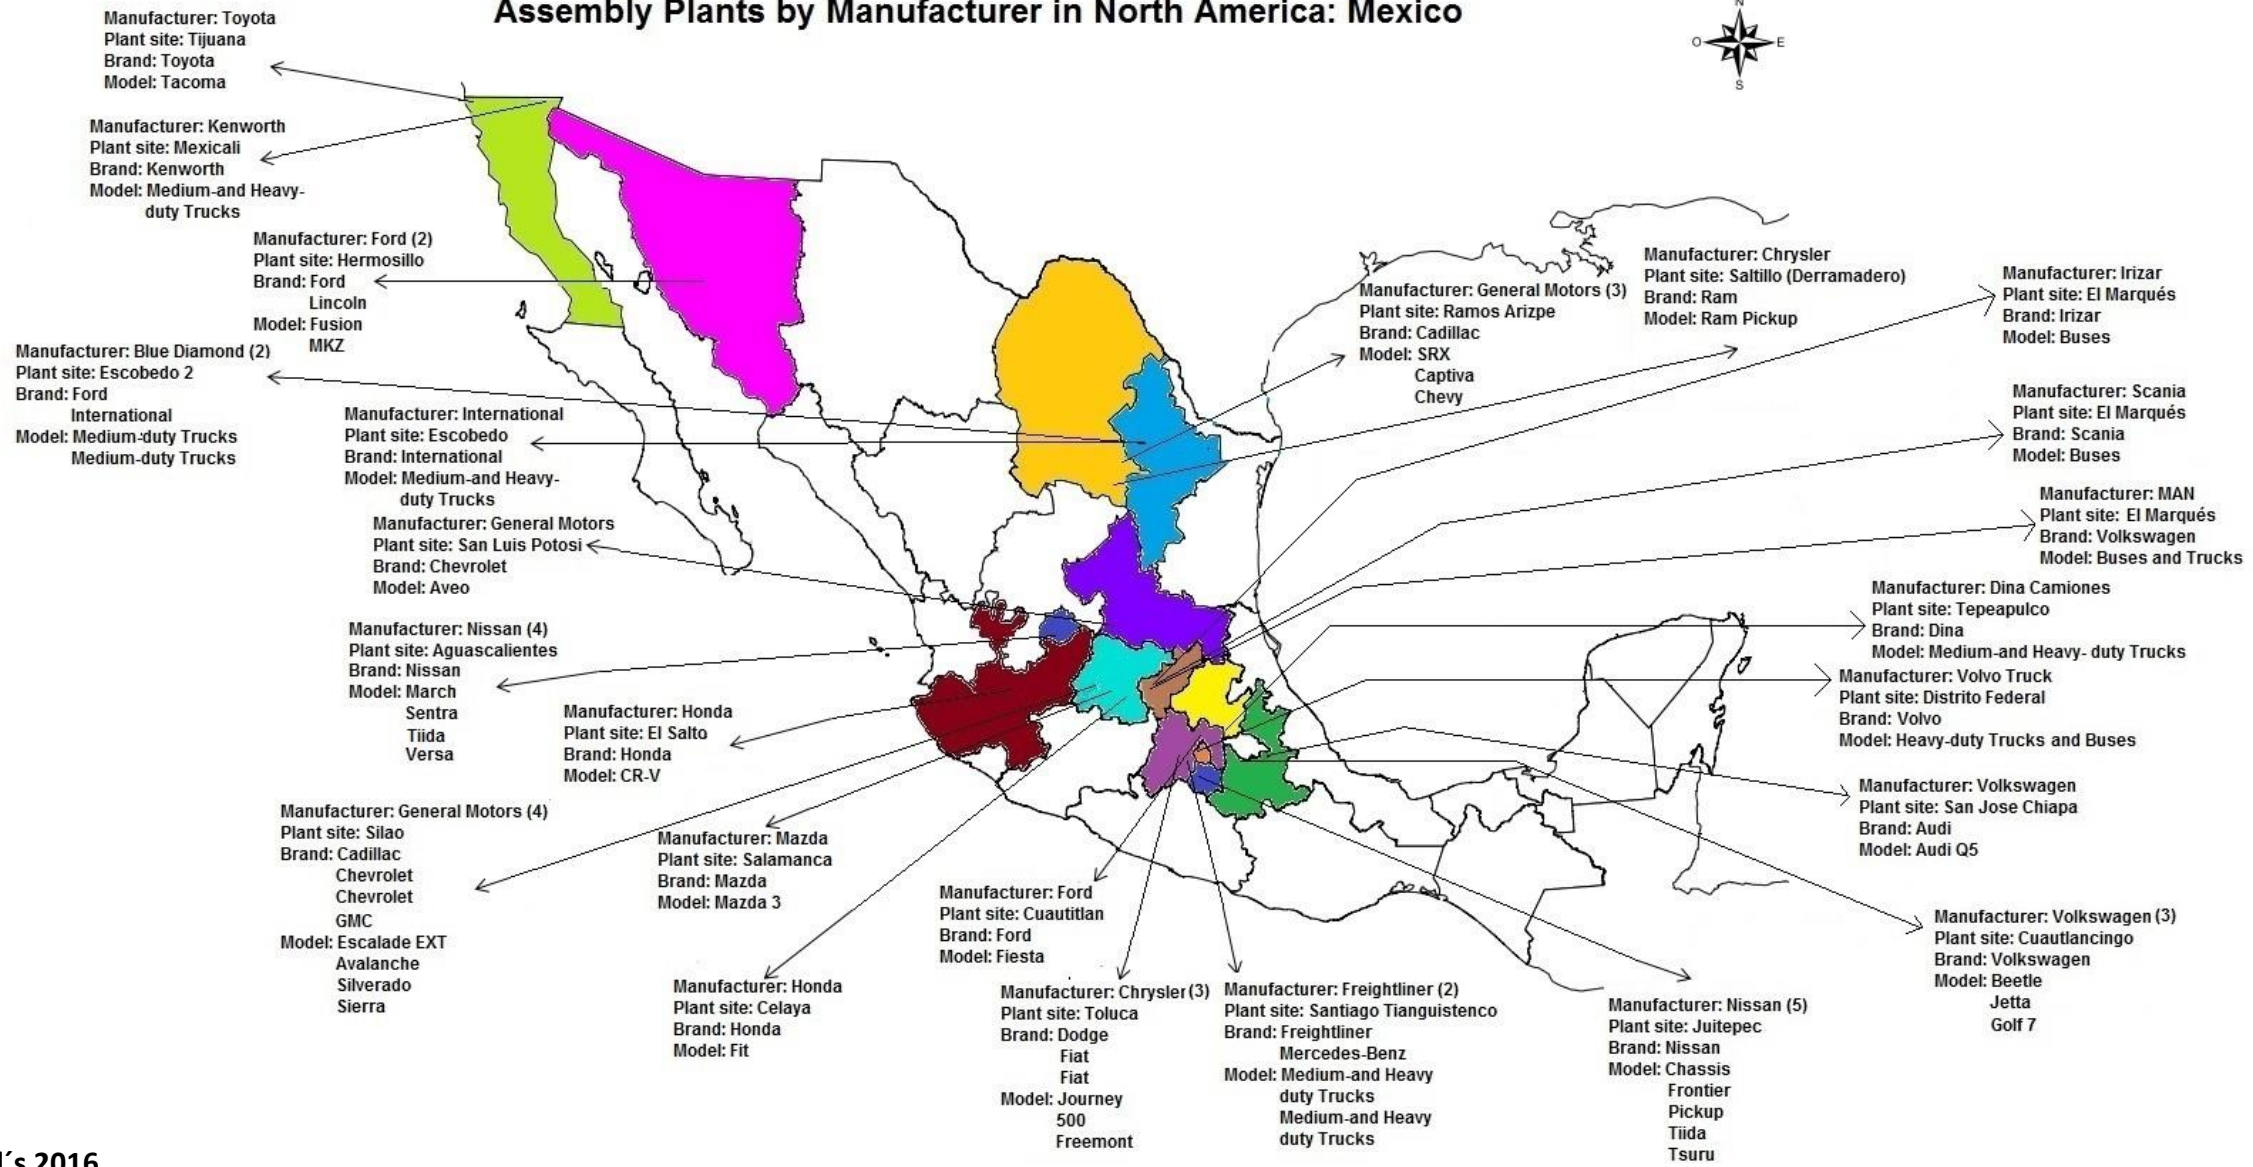 Assembly Plants by Manufacturer in North America: Mexico
N
O
E
S
Manufacturer: Toyota
Plant site: Tijuana
Brand: Toyota
Model: Tacoma
Manufacturer: Kenworth
Plant site: Mexicali
Brand: Kenworth
Model: Medium-and Heavy-
duty Trucks
Manufacturer: Ford (2)
Plant site: Hermosillo
Brand: Ford
Lincoln
Model: Fusion
MKZ
Manufacturer: Blue Diamond (2)
Plant site: Escobedo 2
Brand: Ford
International
Model: Medium-duty Trucks
Medium-duty Trucks
Manufacturer: International
Plant site: Escobedo
Brand: International
Model: Medium-and Heavy-
duty Trucks
Manufacturer: General Motors
Plant site: San Luis Potosi
Brand: Chevrolet
Model: Aveo
Manufacturer: Nissan (4)
Plant site: Aguascalientes
Brand: Nissan
Model: March
Sentra
Tiida
Versa
Manufacturer: Honda
Plant site: El Salto
Brand: Honda
Model: CR-V
Manufacturer: General Motors (4)
Plant site: Silao
Brand: Cadillac
Chevrolet
Chevrolet
GMC
Model: Escalade EXT
Avalanche
Silverado
Sierra
Manufacturer: Mazda
Plant site: Salamanca
Brand: Mazda
Model: Mazda 3
Manufacturer: Honda
Plant site: Celaya
Brand: Honda
Model: Fit
Manufacturer: Ford
Plant site: Cuautitlan
Brand: Ford
Model: Fiesta
Manufacturer: Chrysler (3)
Plant site: Toluca
Brand: Dodge
Fiat
Fiat
Model: Journey
500
Freemont
Manufacturer: Freightliner (2)
Plant site: Santiago Tianguistenco
Brand: Freightliner
Mercedes-Benz
Model: Medium-and Heavy
duty Trucks
Medium-and Heavy
duty Trucks
Manufacturer: General Motors (3)
Plant site: Ramos Arizpe
Brand: Cadillac
Model: SRX
Captiva
Chevy
Manufacturer: Chrysler
Plant site: Saltillo (Derramadero)
Brand: Ram
Model: Ram Pickup
Manufacturer: Irizar
Plant site: El Marqués
Brand: Irizar
Model: Buses
Manufacturer: Scania
Plant site: El Marqués
Brand: Scania
Model: Buses
Manufacturer: MAN
Plant site: El Marqués
Brand: Volkswagen
Model: Buses and Trucks
Manufacturer: Dina Camiones
Plant site: Tepeapulco
Brand: Dina
Model: Medium-and Heavy- duty Trucks
Manufacturer: Volvo Truck
Plant site: Distrito Federal
Brand: Volvo
Model: Heavy-duty Trucks and Buses
Manufacturer: Volkswagen
Plant site: San Jose Chiapa
Brand: Audi
Model: Audi Q5
Manufacturer: Volkswagen (3)
Plant site: Cuautlancingo
Brand: Volkswagen
Model: Beetle
Jetta
Golf 7
Manufacturer: Nissan (5)
Plant site: Juitepec
Brand: Nissan
Model: Chassis
Frontier
Pickup
Tiida
Tsuru
´s 2016